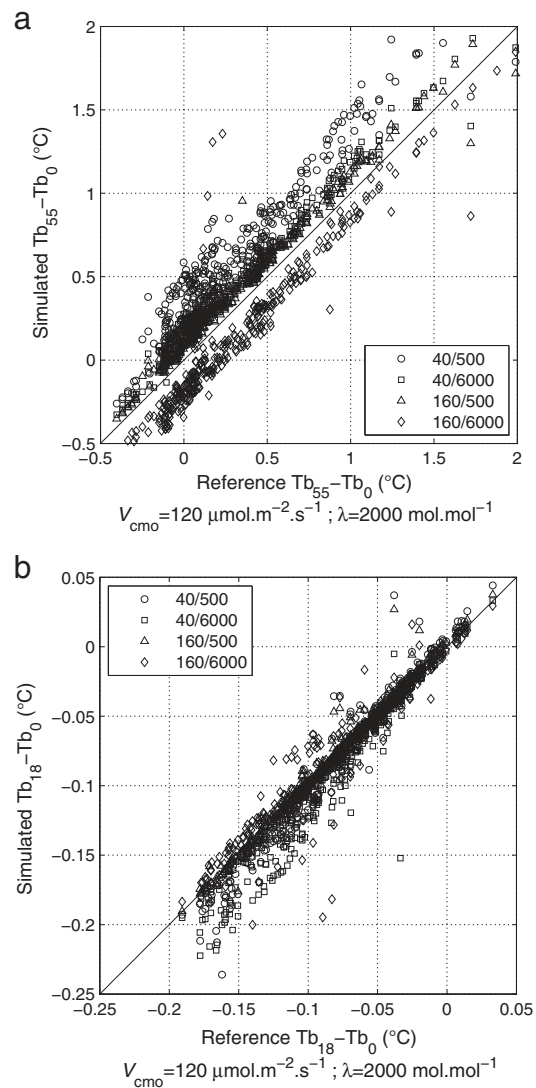 a
2
1.5
1
0.5
0
−0.5
Simulated Tb55−Tb0 (°C)
40/500
40/6000
160/500
160/6000
−0.5 0 0.5 1 1.5 2
Reference Tb55−Tb0 (°C)
Vcmo=120 μmol.m−2.s−1 ; λ=2000 mol.mol−1
b
0.05
0
−0.05
−0.1
−0.15
−0.2
−0.25
Simulated Tb18−Tb0 (°C)
40/500
40/6000
160/500
160/6000
−0.25 −0.2 −0.15 −0.1 −0.05 0 0.05
Reference Tb18−Tb0 (°C)
Vcmo=120 μmol.m−2.s−1 ; λ=2000 mol.mol−1